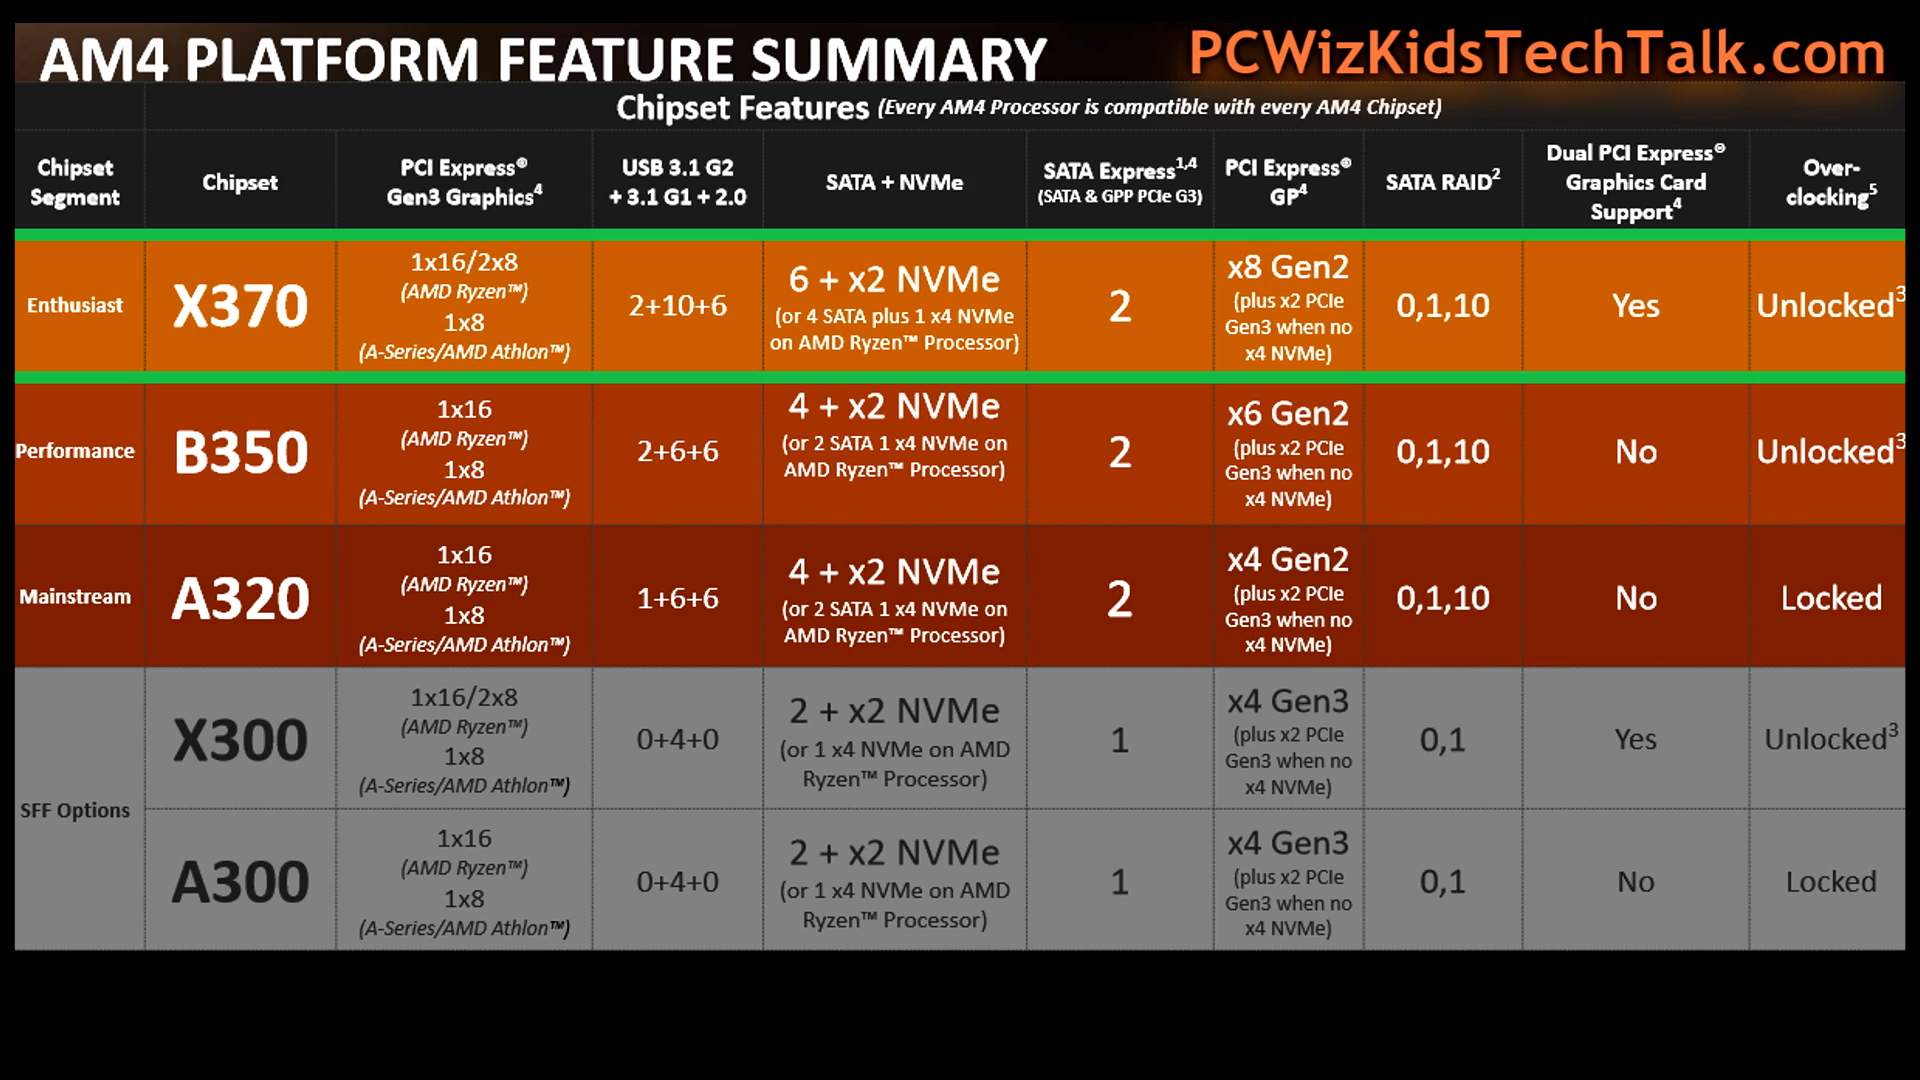 AM4 PLATFORM FEATURE SUMMARY
PCWizKidsTechTalk.com
Chipset Features (Every AM4 Processor is compatible with every AM4 Chipset)
Chipset
Segment
Chipset
PCI Express®
Gen3 Graphics4
USB 3.1 G2
+ 3.1 G1 + 2.0
SATA + NVMe
SATA Express1,4
(SATA & GPP PCIe G3)
PCI Express®
GP4
SATA RAID2
Dual PCI Express®
Graphics Card
Support4
Over-
clocking5
Enthusiast
X370
1x16/2x8
(AMD Ryzen™)
1x8
(A-Series/AMD Athlon™)
2+10+6
6 + x2 NVMe
(or 4 SATA plus 1 x4 NVMe
on AMD Ryzen™ Processor)
2
x8 Gen2
(plus x2 PCIe
Gen3 when no
x4 NVMe)
0,1,10
Yes
Unlocked3
Performance
B350
1x16
(AMD Ryzen™)
1x8
(A-Series/AMD Athlon™)
2+6+6
4 + x2 NVMe
(or 2 SATA 1 x4 NVMe on
AMD Ryzen™ Processor)
2
x6 Gen2
(plus x2 PCIe
Gen3 when no
x4 NVMe)
0,1,10
No
Unlocked3
Mainstream
A320
1x16
(AMD Ryzen™)
1x8
(A-Series/AMD Athlon™)
1+6+6
4 + x2 NVMe
(or 2 SATA 1 x4 NVMe on
AMD Ryzen™ Processor)
2
x4 Gen2
(plus x2 PCIe
Gen3 when no
x4 NVMe)
0,1,10
No
Locked
SFF Options
X300
1x16/2x8
(AMD Ryzen™)
1x8
(A-Series/AMD Athlon™)
0+4+0
2 + x2 NVMe
(or 1 x4 NVMe on AMD
Ryzen™ Processor)
1
x4 Gen3
(plus x2 PCIe
Gen3 when no
x4 NVMe)
0,1
Yes
Unlocked3
A300
1x16
(AMD Ryzen™)
1x8
(A-Series/AMD Athlon™)
0+4+0
2 + x2 NVMe
(or 1 x4 NVMe on AMD
Ryzen™ Processor)
1
x4 Gen3
(plus x2 PCIe
Gen3 when no
x4 NVMe)
0,1
No
Locked